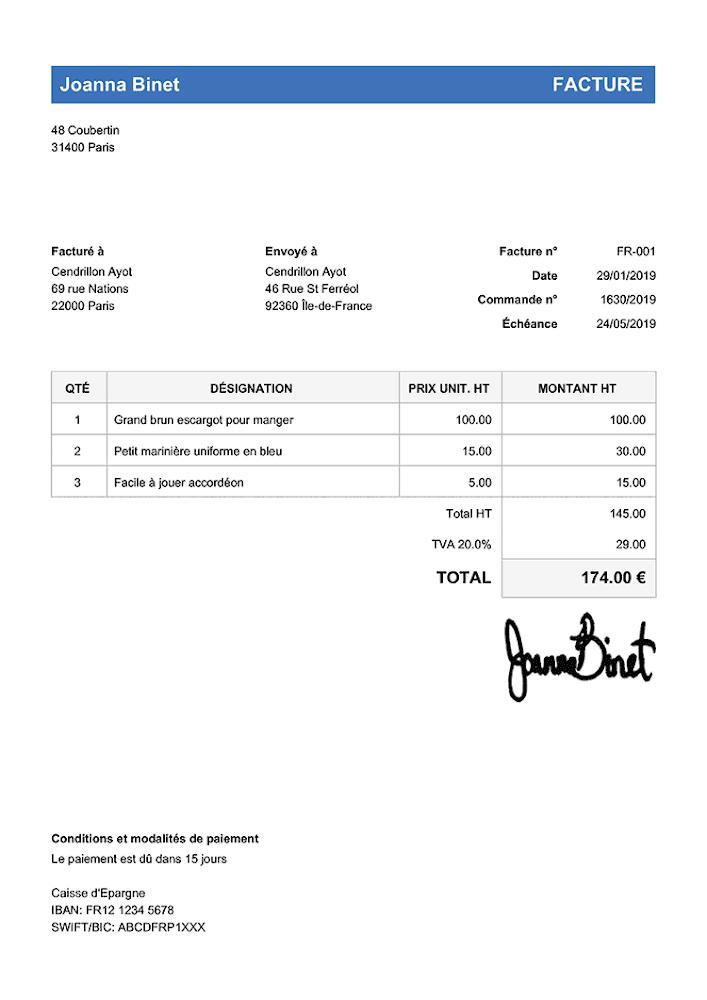 Joanna Binet FACTURE
48 Coubertin
31400 Paris
Facturé à Envoyé à Facture n° FR-001
Cendrillon Ayot Cendrillon Ayot Date 29/01/2019
69 rue Nations 46 Rue St Ferréol Commande n° 1630/2019
22000 Paris 92360 Île-de-France Échéance 24/05/2019
QTÉ DÉSIGNATION PRIX UNIT. HT MONTANT HT
1 Grand brun escargot pour manger 100.00 100.00
2 Petit marinière uniforme en bleu 15.00 30.00
3 Facile à jouer accordéon 5.00 15.00
Total HT 145.00
TVA 20.0% 29.00
TOTAL 174.00 €
Joanna Binet
Conditions et modalités de paiement
Le paiement est dû dans 15 jours
Caisse d'Epargne
IBAN: FR12 1234 5678
SWIFT/BIC: ABCDFRP1XXX